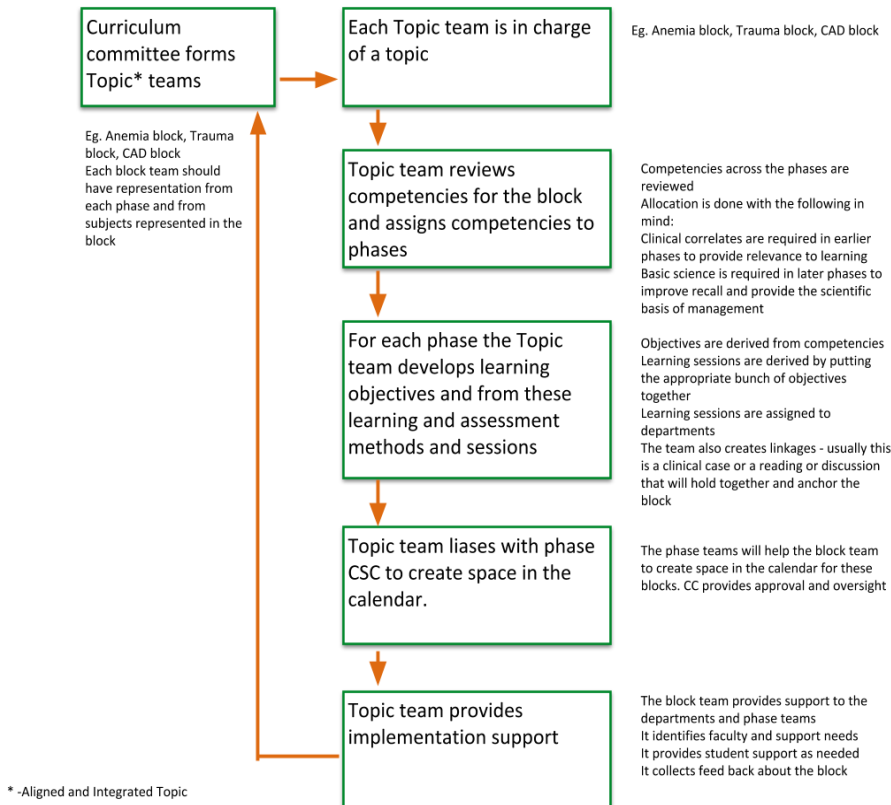 Curriculum
committee forms
Topic* teams
Each Topic team is in charge
of a topic
Eg. Anemia block, Trauma block, CAD block
Eg. Anemia block, Trauma
block, CAD block
Each block team should
have representation from
each phase and from
subjects represented in the
block
Topic team reviews
competencies for the block
and assigns competencies to
phases
Competencies across the phases are
reviewed
Allocation is done with the following in
mind:
Clinical correlates are required in earlier
phases to provide relevance to learning
Basic science is required in later phases to
improve recall and provide the scientific
basis of management
For each phase the Topic
team develops learning
objectives and from these
learning and assessment
methods and sessions
Objectives are derived from competencies
Learning sessions are derived by putting
the appropriate bunch of objectives
together
Learning sessions are assigned to
departments
The team also creates linkages - usually this
is a clinical case or a reading or discussion
that will hold together and anchor the
block
Topic team liases with phase
CSC to create space in the
calendar.
The phase teams will help the block team
to create space in the calendar for these
blocks. CC provides approval and oversight
Topic team provides
implementation support
The block team provides support to the
departments and phase teams
It identifies faculty and support needs
It provides student support as needed
It collects feed back about the block
* -Aligned and Integrated Topic